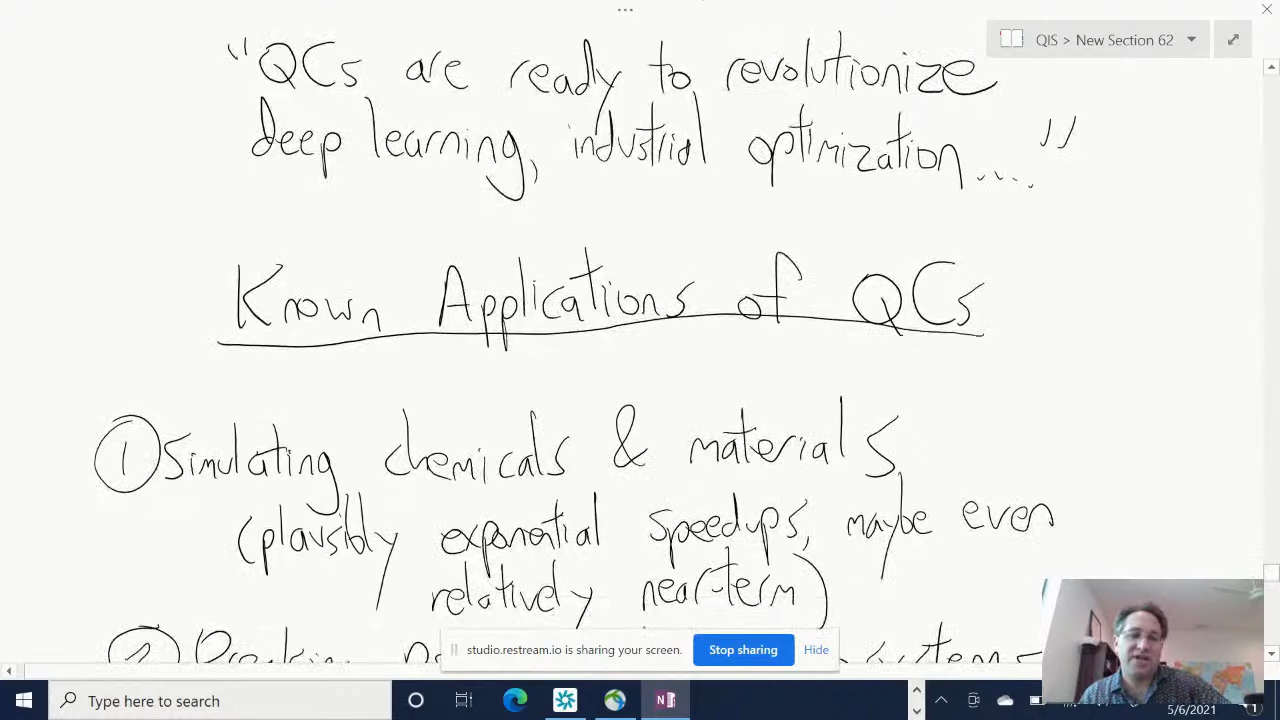 QIS > New Section 62
"QCs are ready to revolutionize
deep learning, industrial optimization...."
Known Applications of QCs
① Simulating chemicals & materials
(plausibly exponential speedups, maybe even
relatively near-term)
②
studio.restream.io is sharing your screen.
Stop sharing
Hide
Type here to search
5/6/2021
1